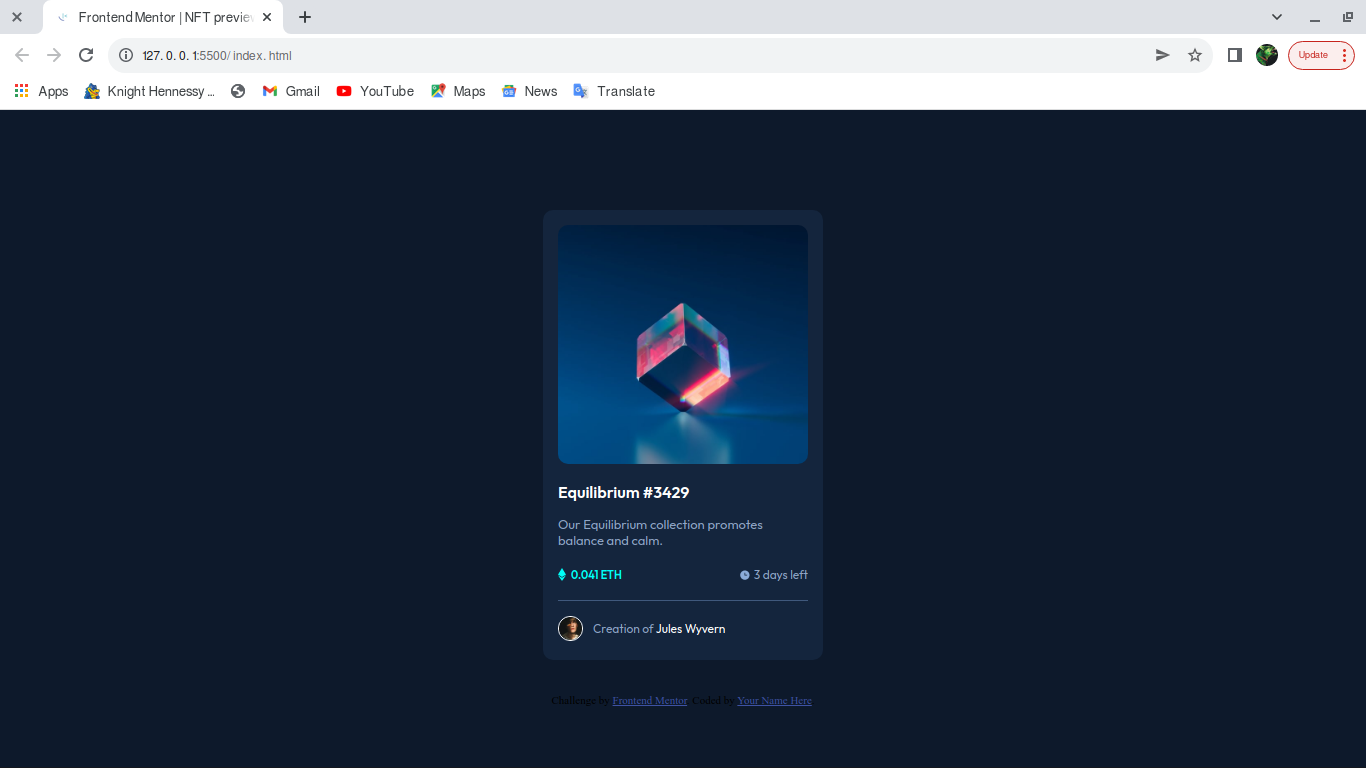 Frontend Mentor | NFT preview
127.0.0.1:5500/index.html
Update
Apps Knight Hennessy ... Gmail YouTube Maps News Translate
Equilibrium #3429
Our Equilibrium collection promotes
balance and calm.
0.041 ETH 3 days left
Creation of Jules Wyvern
Challenge by Frontend Mentor. Coded by Your Name Here.